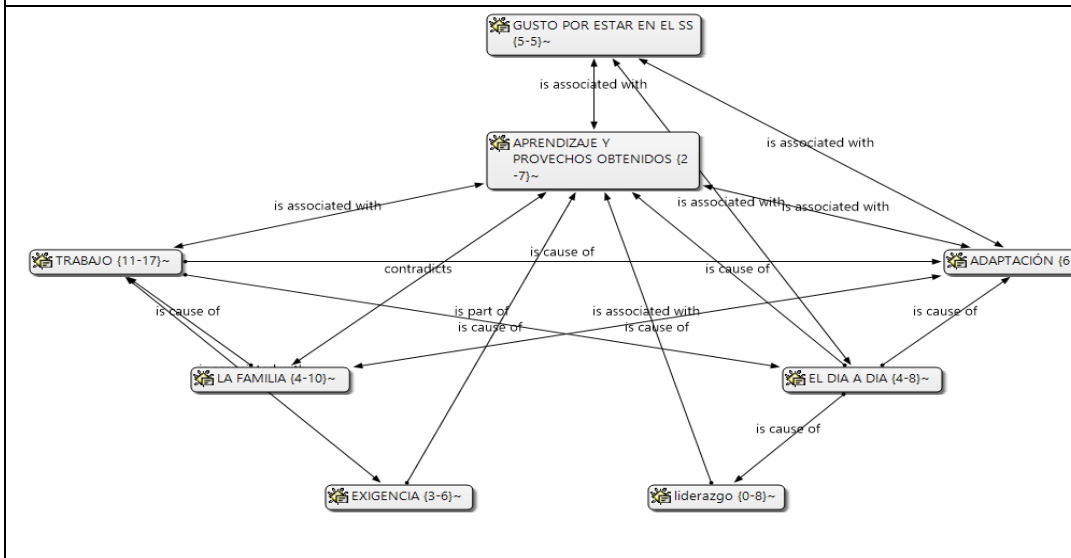 GUSTO POR ESTAR EN EL SS
{5-5}~
is associated with
is associated with
APRENDIZAJE Y
PROVECHOS OBTENIDOS {2
-7}~
is associated with
is associated with
is associated with
TRABAJO {11-17}~
is cause of
ADAPTACIÓN {6
contradicts
is cause of
is cause of
is part of
is associated with
is cause of
is cause of
is cause of
LA FAMILIA {4-10}~
EL DIA A DIA {4-8}~
is cause of
EXIGENCIA {3-6}~
liderazgo {0-8}~